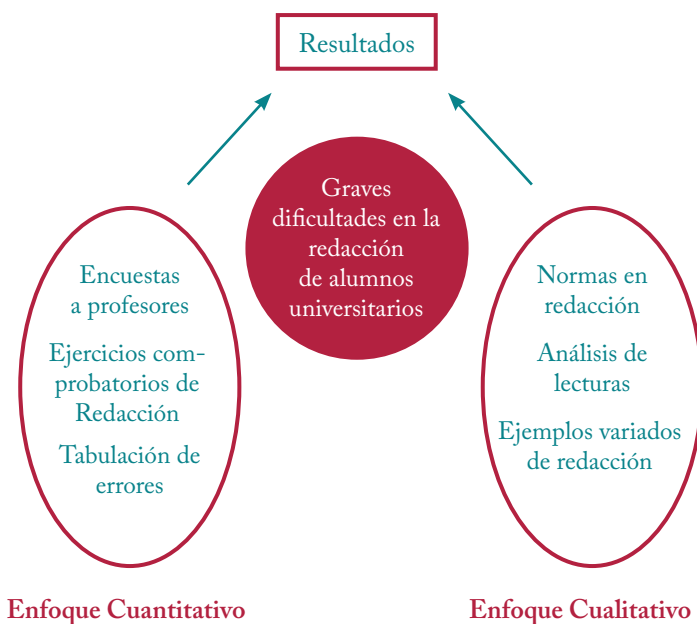 Resultados
Graves
dificultades en la
redacción
de alumnos
universitarios
Encuestas
a profesores
Ejercicios com-
probatorios de
Redacción
Tabulación de
errores
Normas en
redacción
Análisis de
lecturas
Ejemplos variados
de redacción
Enfoque Cuantitativo
Enfoque Cualitativo